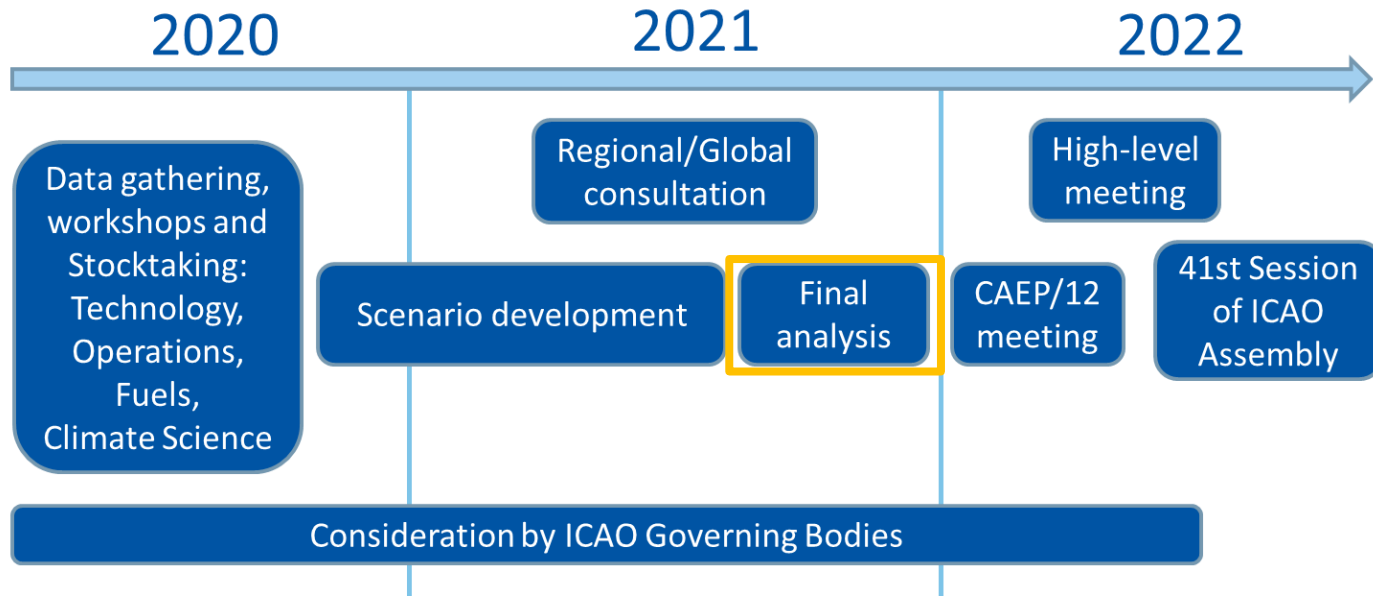 2020
2021
2022
Data gathering,
workshops and
Stocktaking:
Technology,
Operations,
Fuels,
Climate Science
Regional/Global
consultation
High-level
meeting
Scenario development
Final
analysis
CAEP/12
meeting
41st Session
of ICAO
Assembly
Consideration by ICAO Governing Bodies